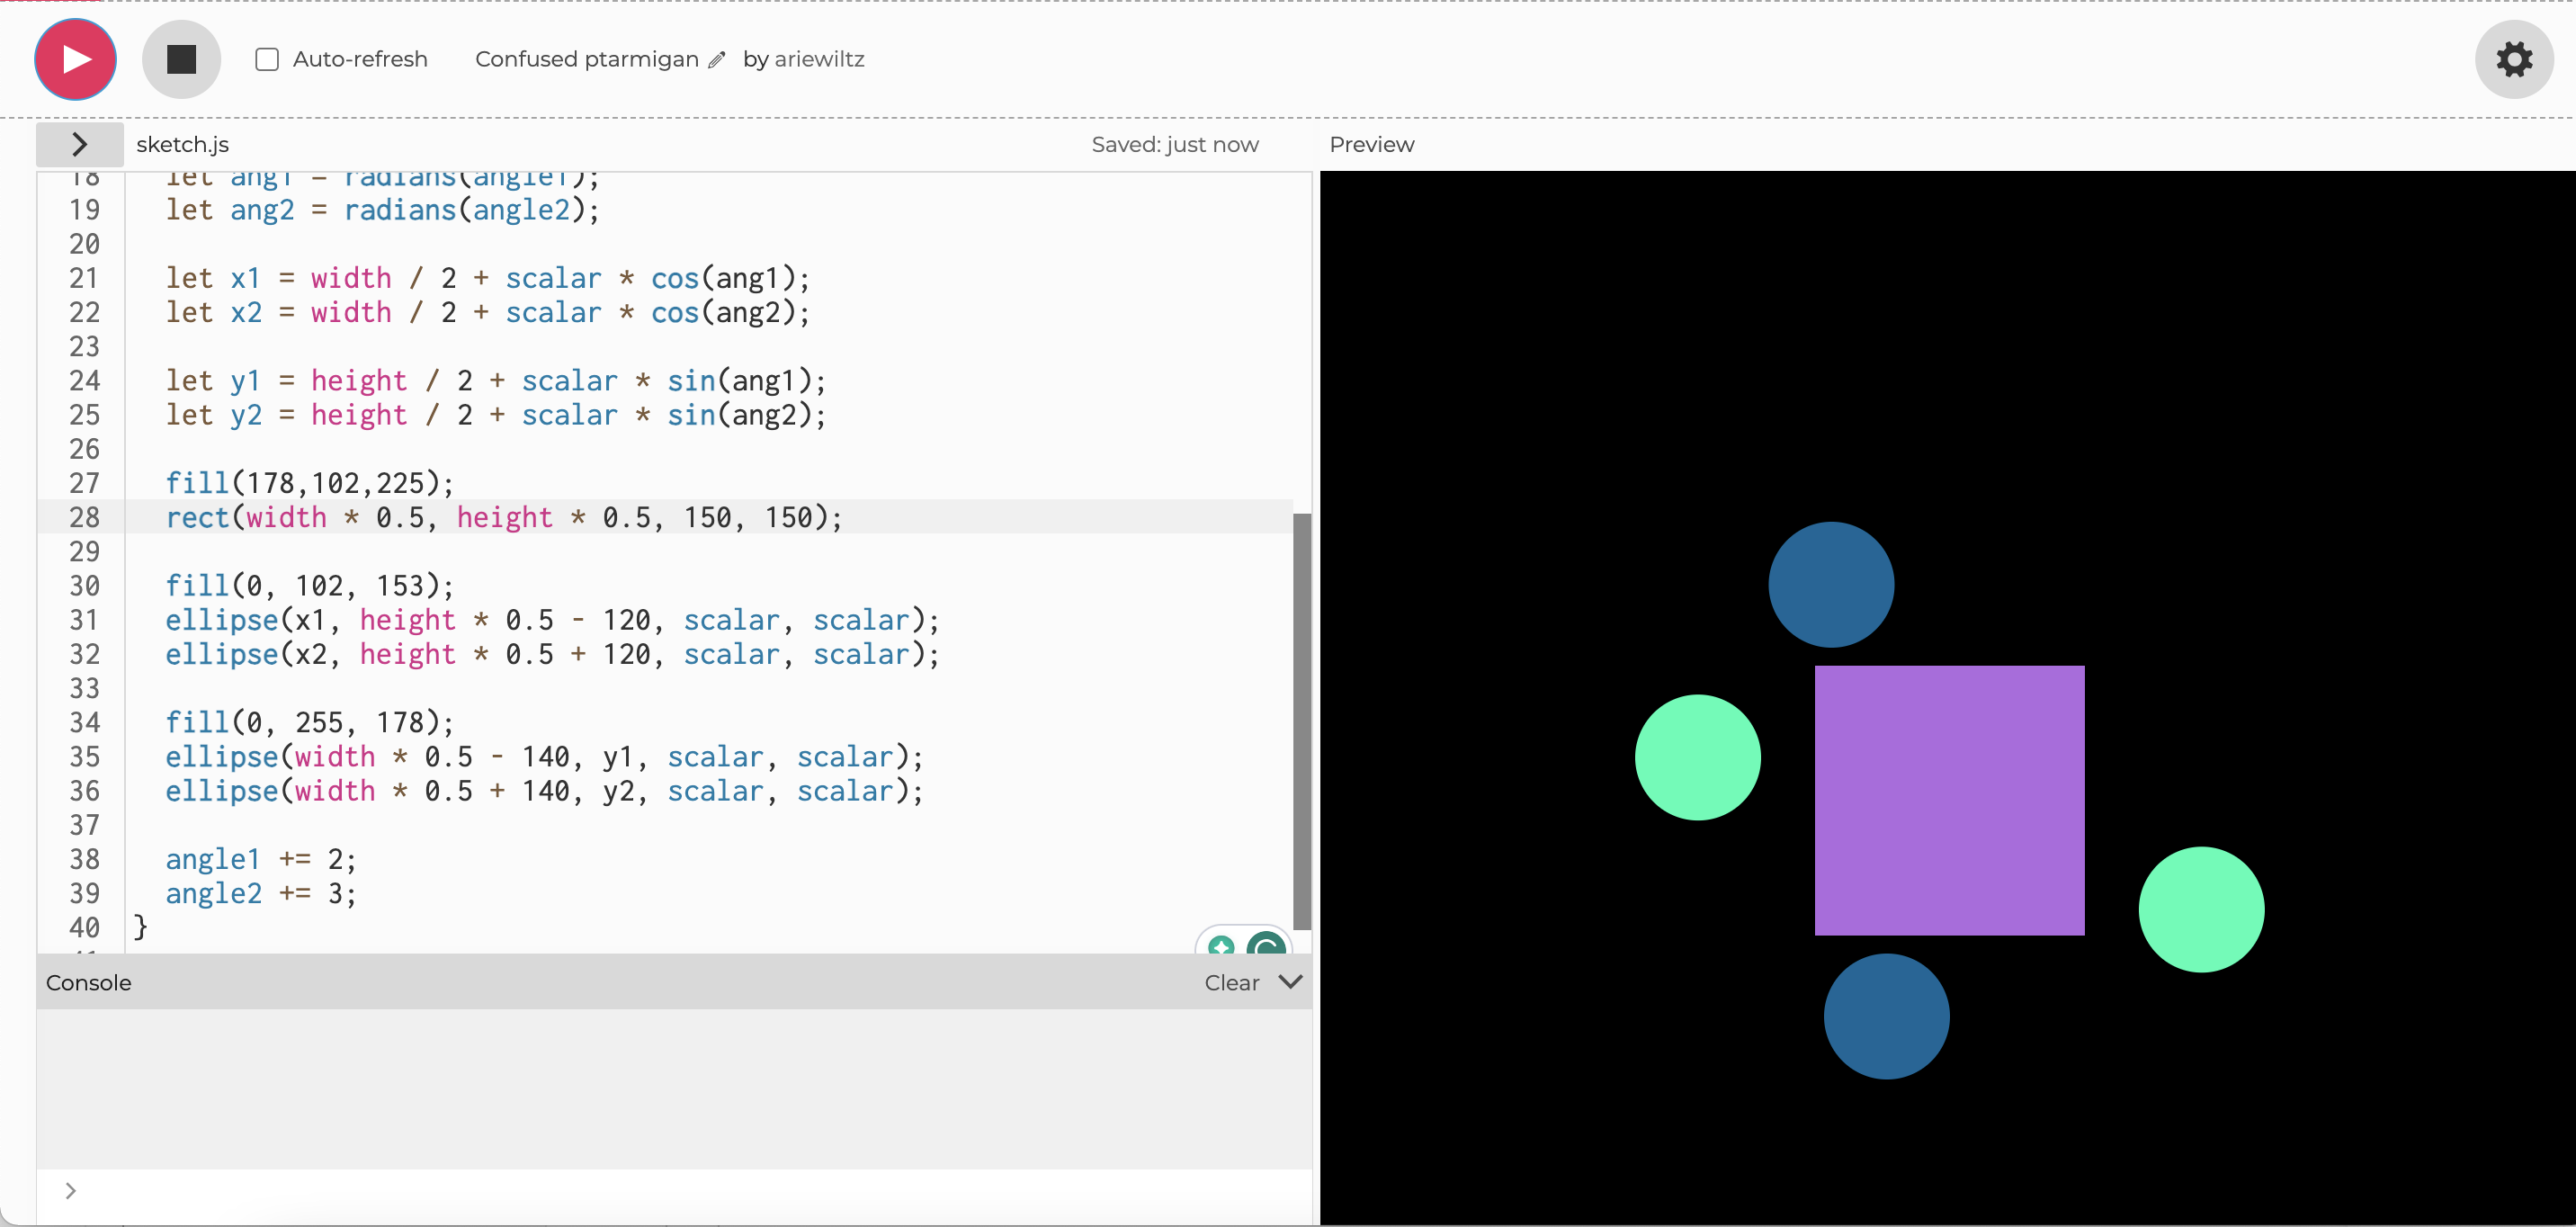 Auto-refresh Confused ptarmigan by ariewiltz
sketch.js Saved: just now Preview
18 let ang1 = radians(angle1);
19 let ang2 = radians(angle2);
20
21 let x1 = width / 2 + scalar * cos(ang1);
22 let x2 = width / 2 + scalar * cos(ang2);
23
24 let y1 = height / 2 + scalar * sin(ang1);
25 let y2 = height / 2 + scalar * sin(ang2);
26
27 fill(178,102,225);
28 rect(width * 0.5, height * 0.5, 150, 150);
29
30 fill(0, 102, 153);
31 ellipse(x1, height * 0.5 - 120, scalar, scalar);
32 ellipse(x2, height * 0.5 + 120, scalar, scalar);
33
34 fill(0, 255, 178);
35 ellipse(width * 0.5 - 140, y1, scalar, scalar);
36 ellipse(width * 0.5 + 140, y2, scalar, scalar);
37
38 angle1 += 2;
39 angle2 += 3;
40 }
Console Clear
>